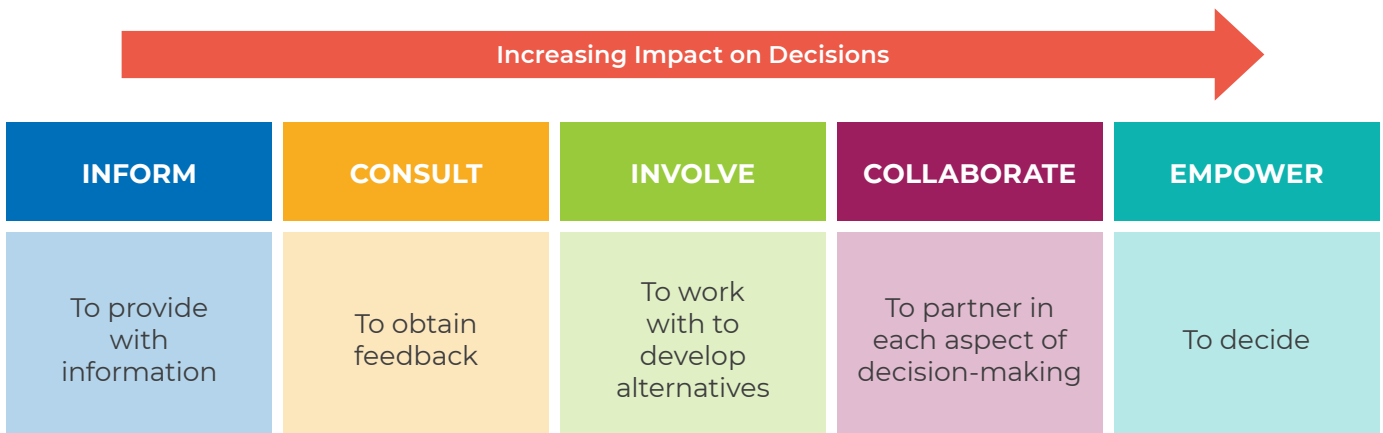 Increasing Impact on Decisions
INFORM
CONSULT
INVOLVE
COLLABORATE
EMPOWER
To provide
with
information
To obtain
feedback
To work
with to
develop
alternatives
To partner in
each aspect of
decision-making
To decide